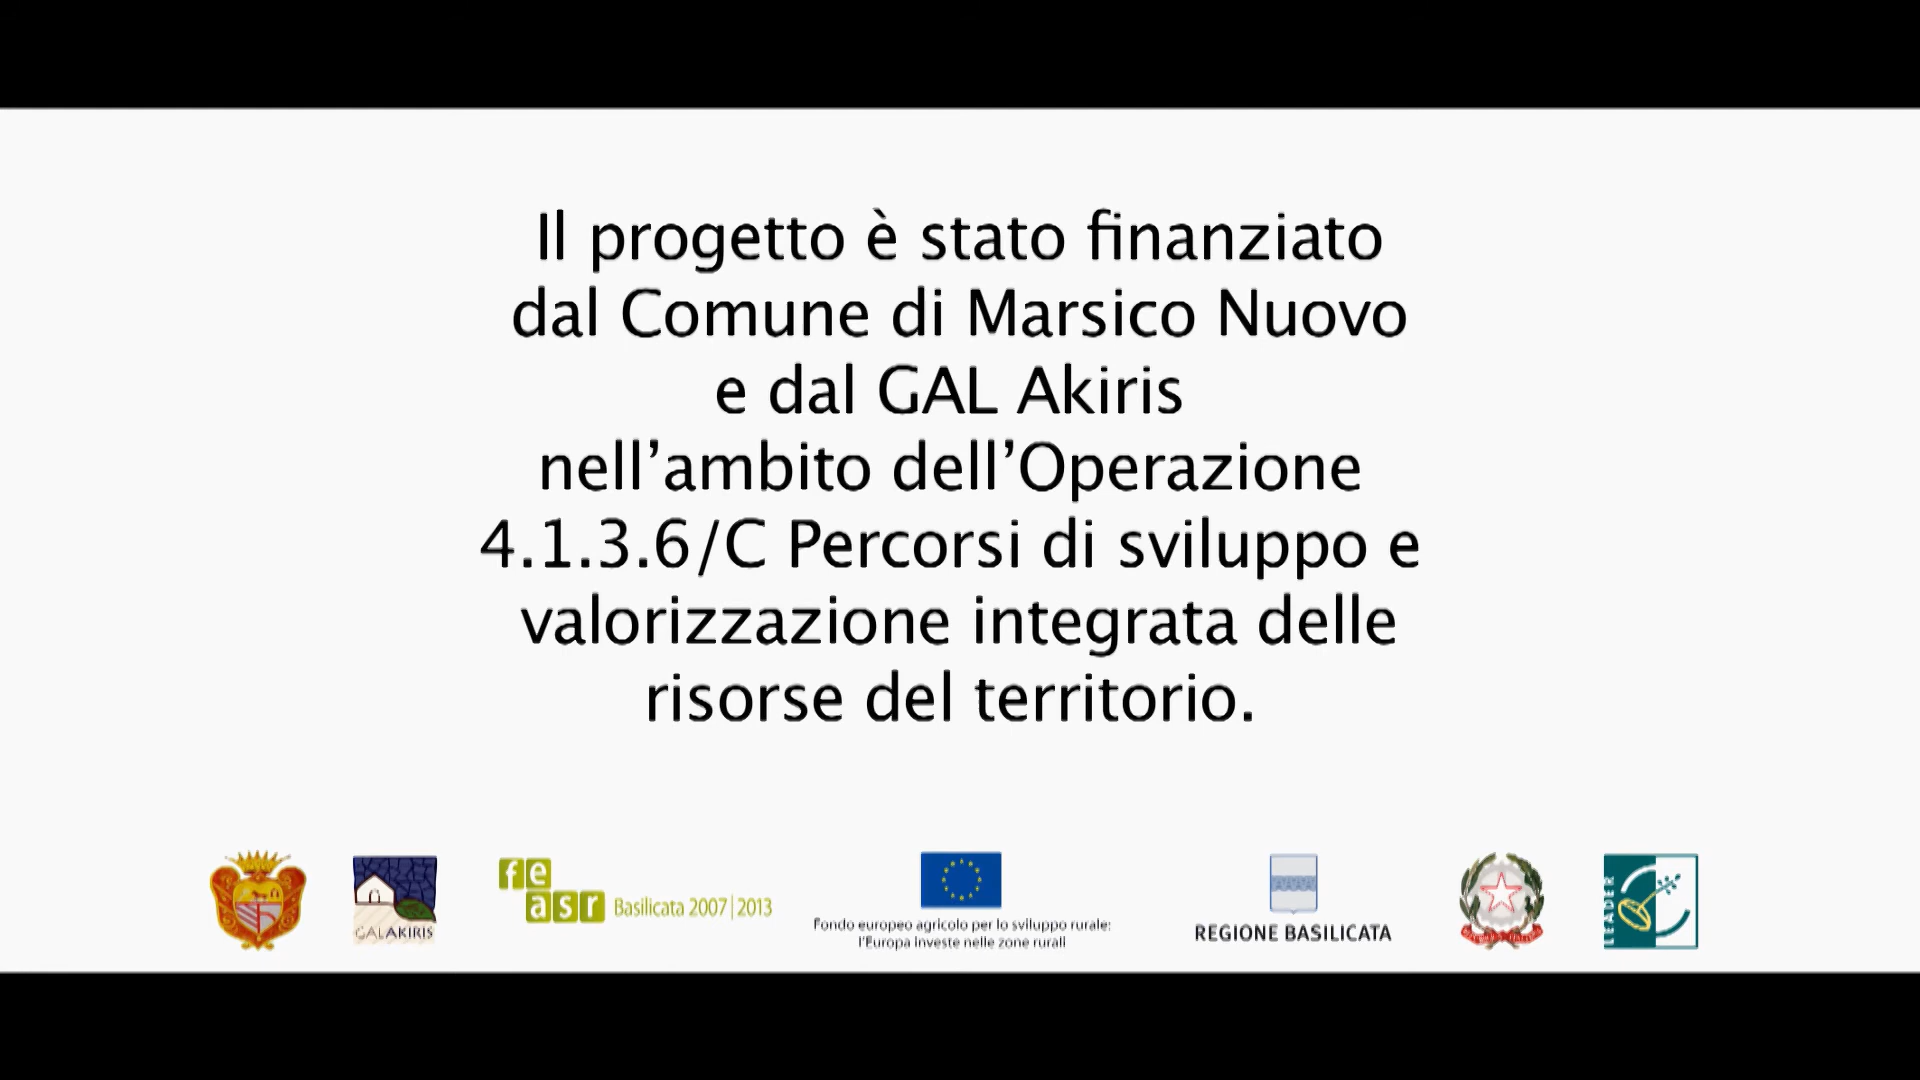 Il progetto è stato finanziato
dal Comune di Marsico Nuovo
e dal GAL Akiris
nell’ambito dell’Operazione
4.1.3.6/C Percorsi di sviluppo e
valorizzazione integrata delle
risorse del territorio.
GALAKIRIS
fe
asr Basilicata 2007|2013
Fondo europeo agricolo per lo sviluppo rurale:
l'Europa investe nelle zone rurali
REGIONE BASILICATA
LEADER